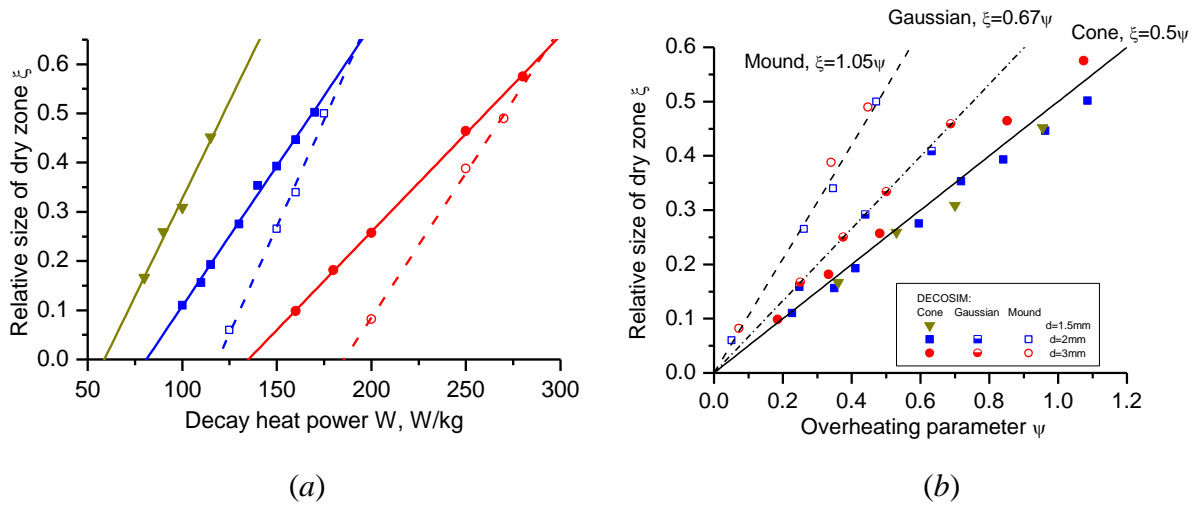 0.6
0.5
0.4
0.3
0.2
0.1
0.0
50 100 150 200 250 300
Relative size of dry zone ξ
Decay heat power W, W/kg
(a)
Gaussian, ξ=0.67ψ
Cone, ξ=0.5ψ
Mound, ξ=1.05ψ
0.6
0.5
0.4
0.3
0.2
0.1
0.0
0.0 0.2 0.4 0.6 0.8 1.0 1.2
Relative size of dry zone ξ
Overheating parameter ψ
DECOSIM:
Cone Gaussian Mound
d=1.5mm
d=2mm
d=3mm
(b)